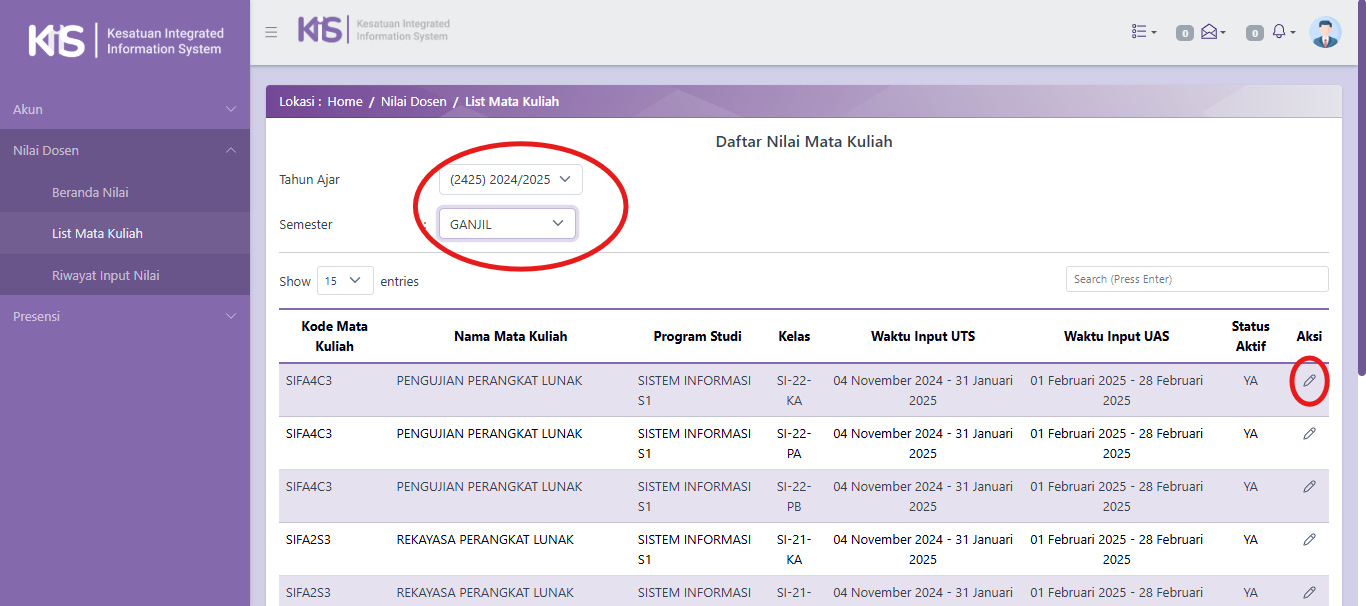 KIS Kesatuan Integrated
Information System
Akun
Nilai Dosen
Beranda Nilai
List Mata Kuliah
Riwayat Input Nilai
Presensi
KIS Kesatuan Integrated
Information System
0 0
Lokasi : Home / Nilai Dosen / List Mata Kuliah
Daftar Nilai Mata Kuliah
Tahun Ajar (2425) 2024/2025
Semester : GANJIL
Show 15 entries
Search (Press Enter)
Kode Mata Kuliah Nama Mata Kuliah Program Studi Kelas Waktu Input UTS Waktu Input UAS Status Aktif Aksi
SIFA4C3 PENGUJIAN PERANGKAT LUNAK SISTEM INFORMASI SI-22- 04 November 2024 - 31 Januari 01 Februari 2025 - 28 Februari YA
S1 KA 2025 2025
SIFA4C3 PENGUJIAN PERANGKAT LUNAK SISTEM INFORMASI SI-22- 04 November 2024 - 31 Januari 01 Februari 2025 - 28 Februari YA
S1 PA 2025 2025
SIFA4C3 PENGUJIAN PERANGKAT LUNAK SISTEM INFORMASI SI-22- 04 November 2024 - 31 Januari 01 Februari 2025 - 28 Februari YA
S1 PB 2025 2025
SIFA2S3 REKAYASA PERANGKAT LUNAK SISTEM INFORMASI SI-21- 04 November 2024 - 31 Januari 01 Februari 2025 - 28 Februari YA
S1 KA 2025 2025
SIFA2S3 REKAYASA PERANGKAT LUNAK SISTEM INFORMASI SI-21- 04 November 2024 - 31 Januari 01 Februari 2025 - 28 Februari YA